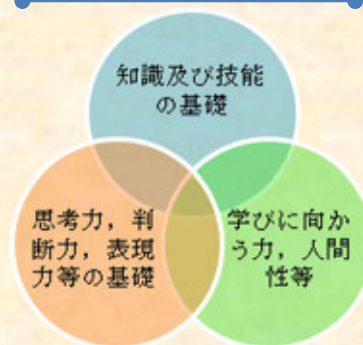 知識及び技能
の基礎
思考力，判
断力，表現
力等の基礎
学びに向か
う力，人間
性等